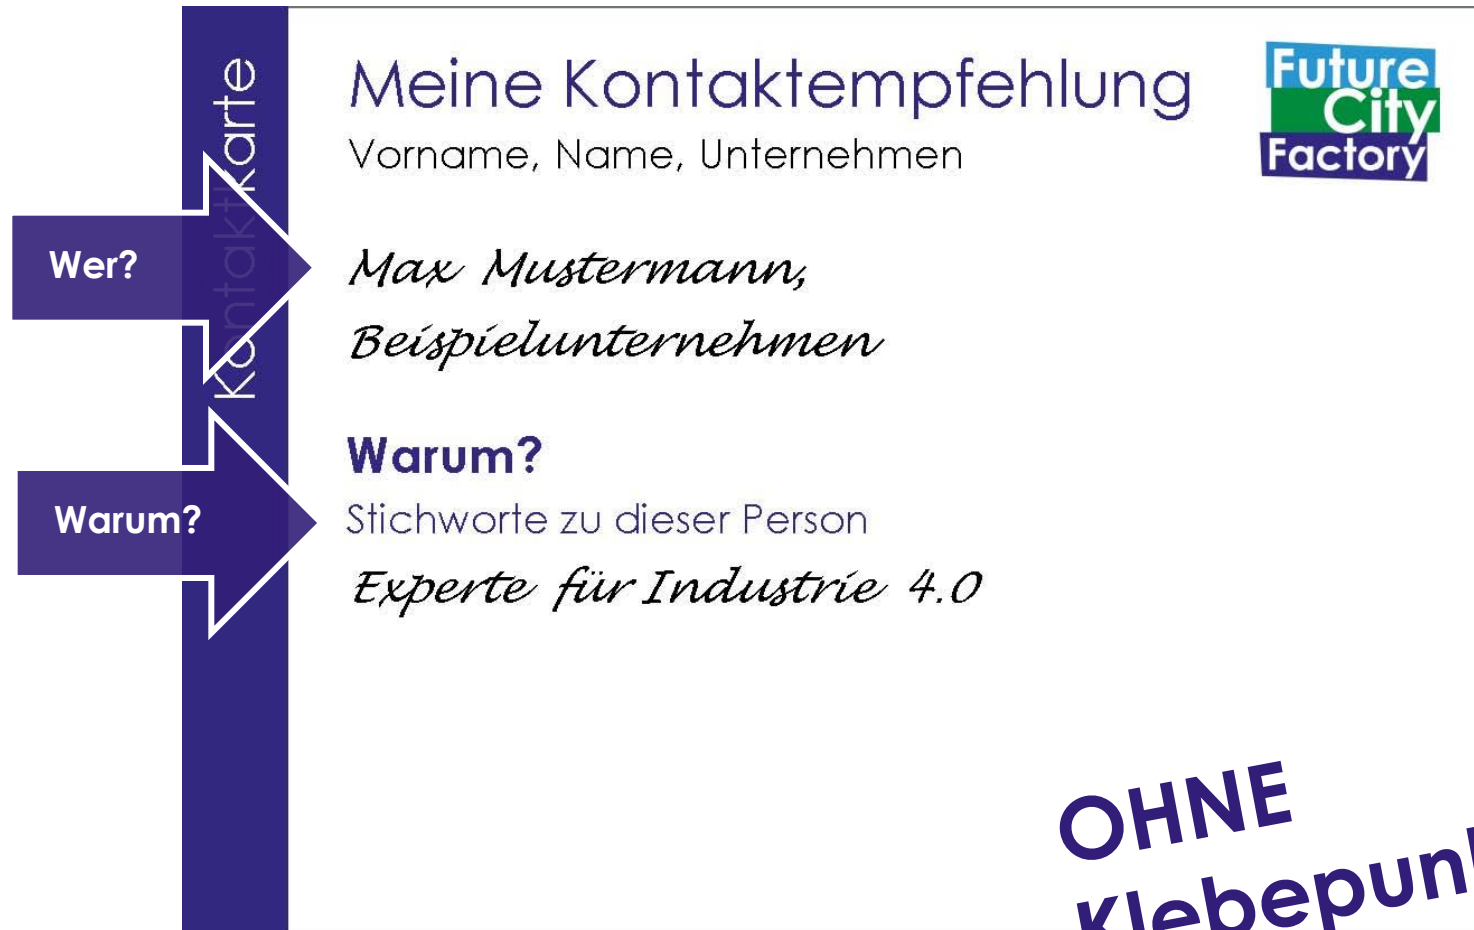 Kontaktkarte
Meine Kontaktempfehlung
Vorname, Name, Unternehmen
Future
City
Factory
Wer?
Max Mustermann,
Beispielunternehmen
Warum?
Warum?
Stichworte zu dieser Person
Experte für Industrie 4.0
OHNE